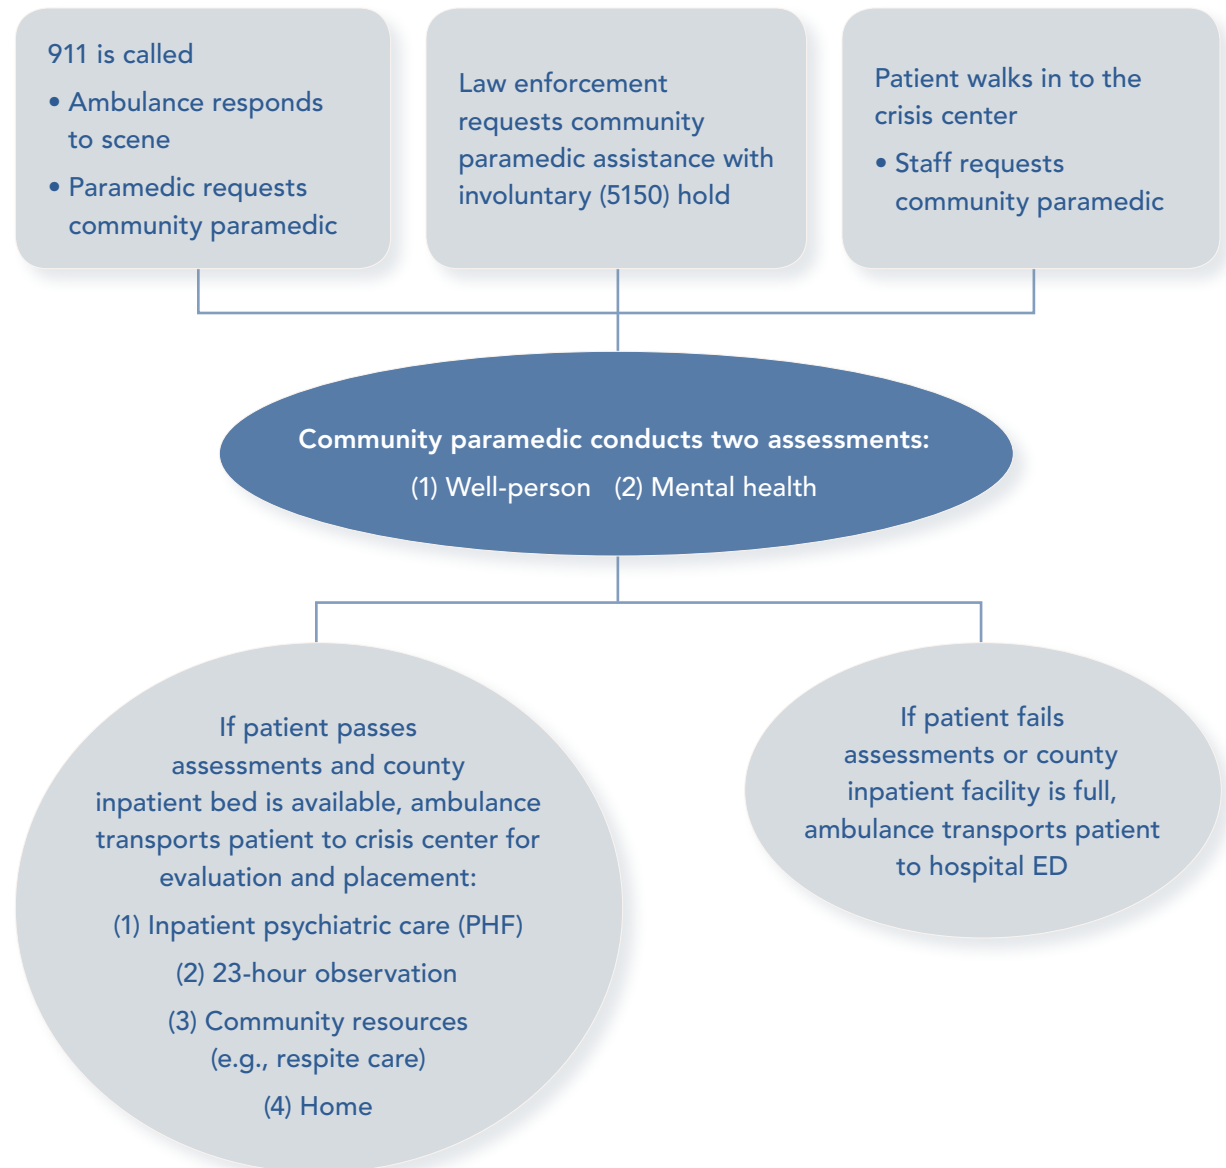 911 is called
• Ambulance responds
to scene
• Paramedic requests
community paramedic
Law enforcement
requests community
paramedic assistance with
involuntary (5150) hold
Patient walks in to the
crisis center
• Staff requests
community paramedic
Community paramedic conducts two assessments:
(1) Well-person (2) Mental health
If patient passes
assessments and county
inpatient bed is available, ambulance
transports patient to crisis center for
evaluation and placement:
(1) Inpatient psychiatric care (PHF)
(2) 23-hour observation
(3) Community resources
(e.g., respite care)
(4) Home
If patient fails
assessments or county
inpatient facility is full,
ambulance transports patient
to hospital ED